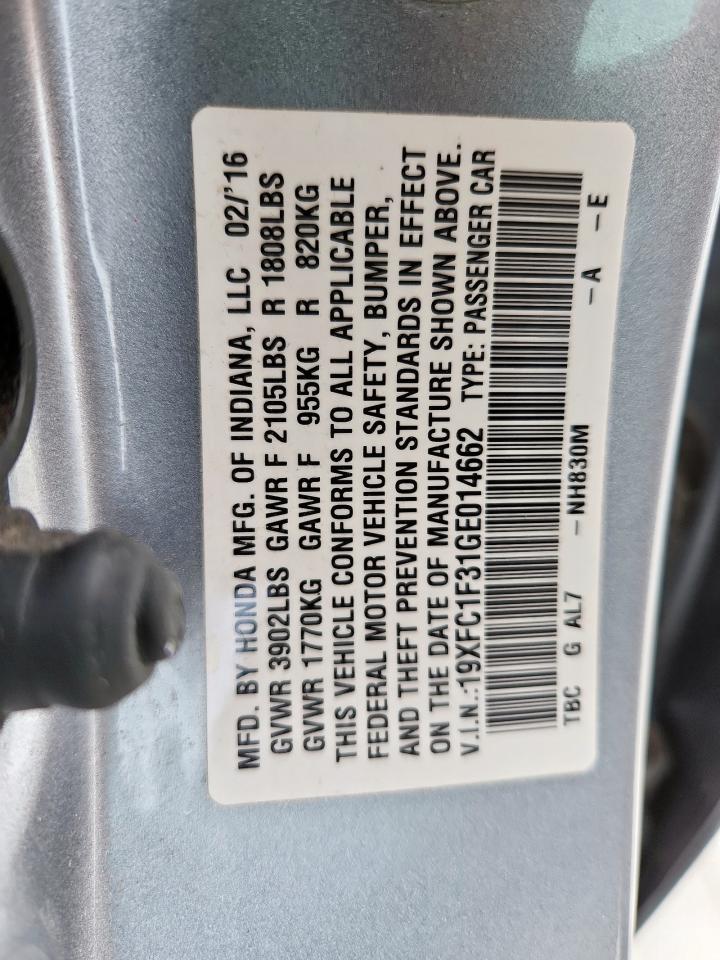 MFD. BY HONDA MFG. OF INDIANA, LLC 02/'16
GVWR 3902LBS GAWR F 2105LBS R 1808LBS
GVWR 1770KG GAWR F 955KG R 820KG
THIS VEHICLE CONFORMS TO ALL APPLICABLE
FEDERAL MOTOR VEHICLE SAFETY, BUMPER,
AND THEFT PREVENTION STANDARDS IN EFFECT
ON THE DATE OF MANUFACTURE SHOWN ABOVE.
V.I.N.:19XFC1F31GE014662 TYPE: PASSENGER CAR
TBC G AL7 -NH830M -A -E